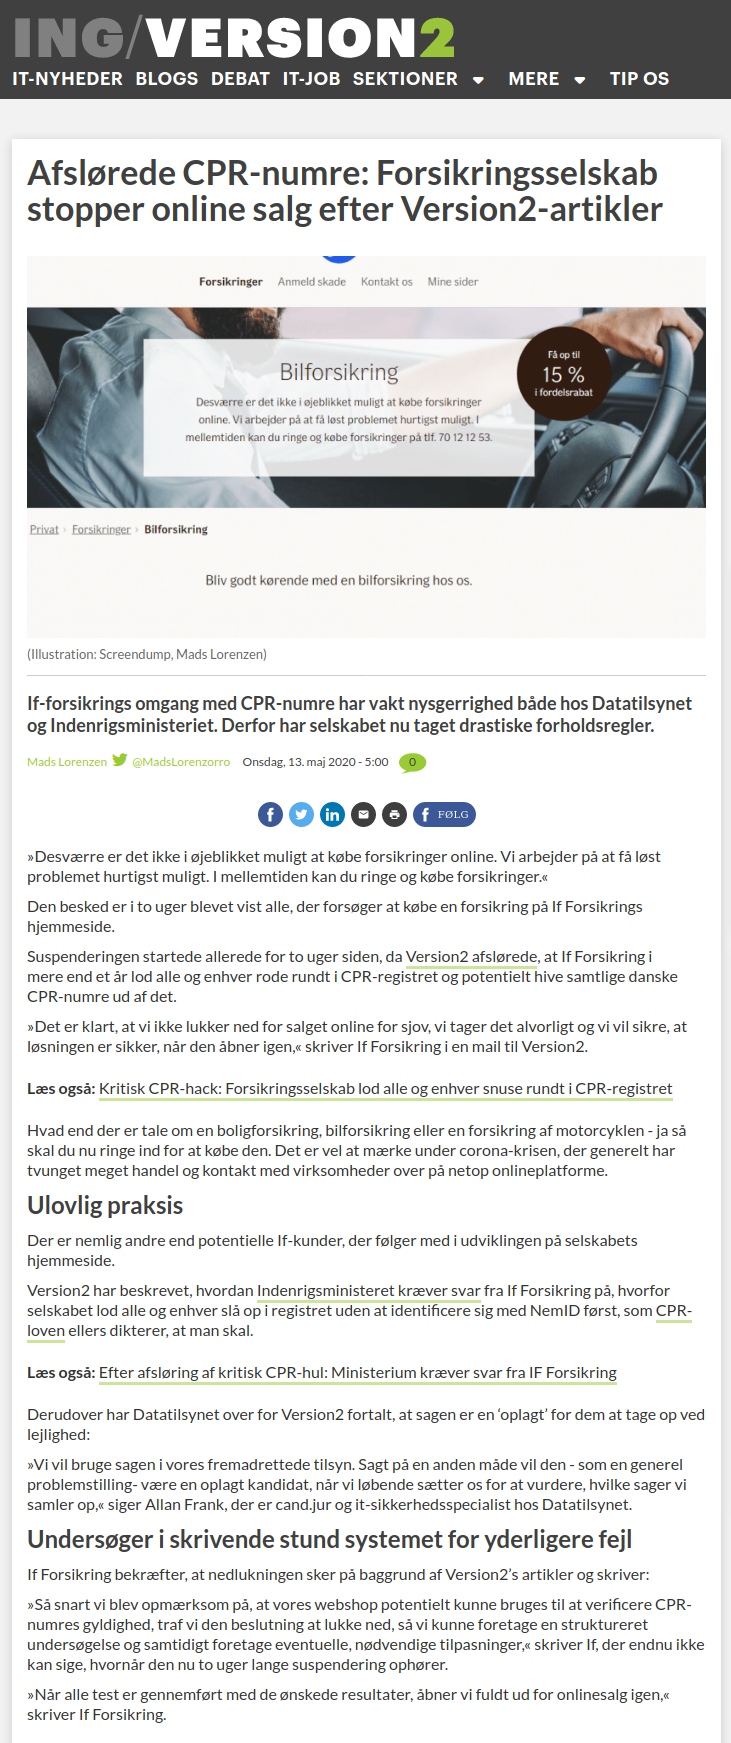 ING/VERSION2
IT-NYHEDER BLOGS DEBAT IT-JOB SEKTIONER MERE TIP OS
Afslørede CPR-numre: Forsikringsselskab
stopper online salg efter Version2-artikler
Forsikringer Anmeld skade Kontakt os Mine sider
Få op til
15 %
i fordelsrabat
Bilforsikring
Desværre er det ikke i øjeblikket muligt at købe forsikringer
online. Vi arbejder på at få løst problemet hurtigst muligt. I
mellemtiden kan du ringe og købe forsikringer på tlf. 70 12 12 53.
Privat › Forsikringer › Bilforsikring
Bliv godt kørende med en bilforsikring hos os.
(Illustration: Screendump, Mads Lorenzen)
If-forsikrings omgang med CPR-numre har vakt nysgerrighed både hos Datatilsynet
og Indenrigsministeriet. Derfor har selskabet nu taget drastiske forholdsregler.
Mads Lorenzen @MadsLorenzorro Onsdag, 13. maj 2020 - 5:00 0
FØLG
»Desværre er det ikke i øjeblikket muligt at købe forsikringer online. Vi arbejder på at få løst
problemet hurtigst muligt. I mellemtiden kan du ringe og købe forsikringer.«
Den besked er i to uger blevet vist alle, der forsøger at købe en forsikring på If Forsikrings
hjemmeside.
Suspenderingen startede allerede for to uger siden, da Version2 afslørede, at If Forsikring i
mere end et år lod alle og enhver rode rundt i CPR-registret og potentielt hive samtlige danske
CPR-numre ud af det.
»Det er klart, at vi ikke lukker ned for salget online for sjov, vi tager det alvorligt og vi vil sikre, at
løsningen er sikker, når den åbner igen,« skriver If Forsikring i en mail til Version2.
Læs også: Kritisk CPR-hack: Forsikringsselskab lod alle og enhver snuse rundt i CPR-registret
Hvad end der er tale om en boligforsikring, bilforsikring eller en forsikring af motorcyklen - ja så
skal du nu ringe ind for at købe den. Det er vel at mærke under corona-krisen, der generelt har
tvunget meget handel og kontakt med virksomheder over på netop onlineplatforme.
Ulovlig praksis
Der er nemlig andre end potentielle If-kunder, der følger med i udviklingen på selskabets
hjemmeside.
Version2 har beskrevet, hvordan Indenrigsministeret kræver svar fra If Forsikring på, hvorfor
selskabet lod alle og enhver slå op i registret uden at identificere sig med NemID først, som CPR-
loven ellers dikterer, at man skal.
Læs også: Efter afsløring af kritisk CPR-hul: Ministerium kræver svar fra IF Forsikring
Derudover har Datatilsynet over for Version2 fortalt, at sagen er en ‘oplagt’ for dem at tage op ved
lejlighed:
»Vi vil bruge sagen i vores fremadrettede tilsyn. Sagt på en anden måde vil den - som en generel
problemstilling- være en oplagt kandidat, når vi løbende sætter os for at vurdere, hvilke sager vi
samler op,« siger Allan Frank, der er cand.jur og it-sikkerhedsspecialist hos Datatilsynet.
Undersøger i skrivende stund systemet for yderligere fejl
If Forsikring bekræfter, at nedlukningen sker på baggrund af Version2’s artikler og skriver:
»Så snart vi blev opmærksom på, at vores webshop potentielt kunne bruges til at verificere CPR-
numres gyldighed, traf vi den beslutning at lukke ned, så vi kunne foretage en struktureret
undersøgelse og samtidigt foretage eventuelle, nødvendige tilpasninger,« skriver If, der endnu ikke
kan sige, hvornår den nu to uger lange suspendering ophører.
»Når alle test er gennemført med de ønskede resultater, åbner vi fuldt ud for onlinesalg igen,«
skriver If Forsikring.